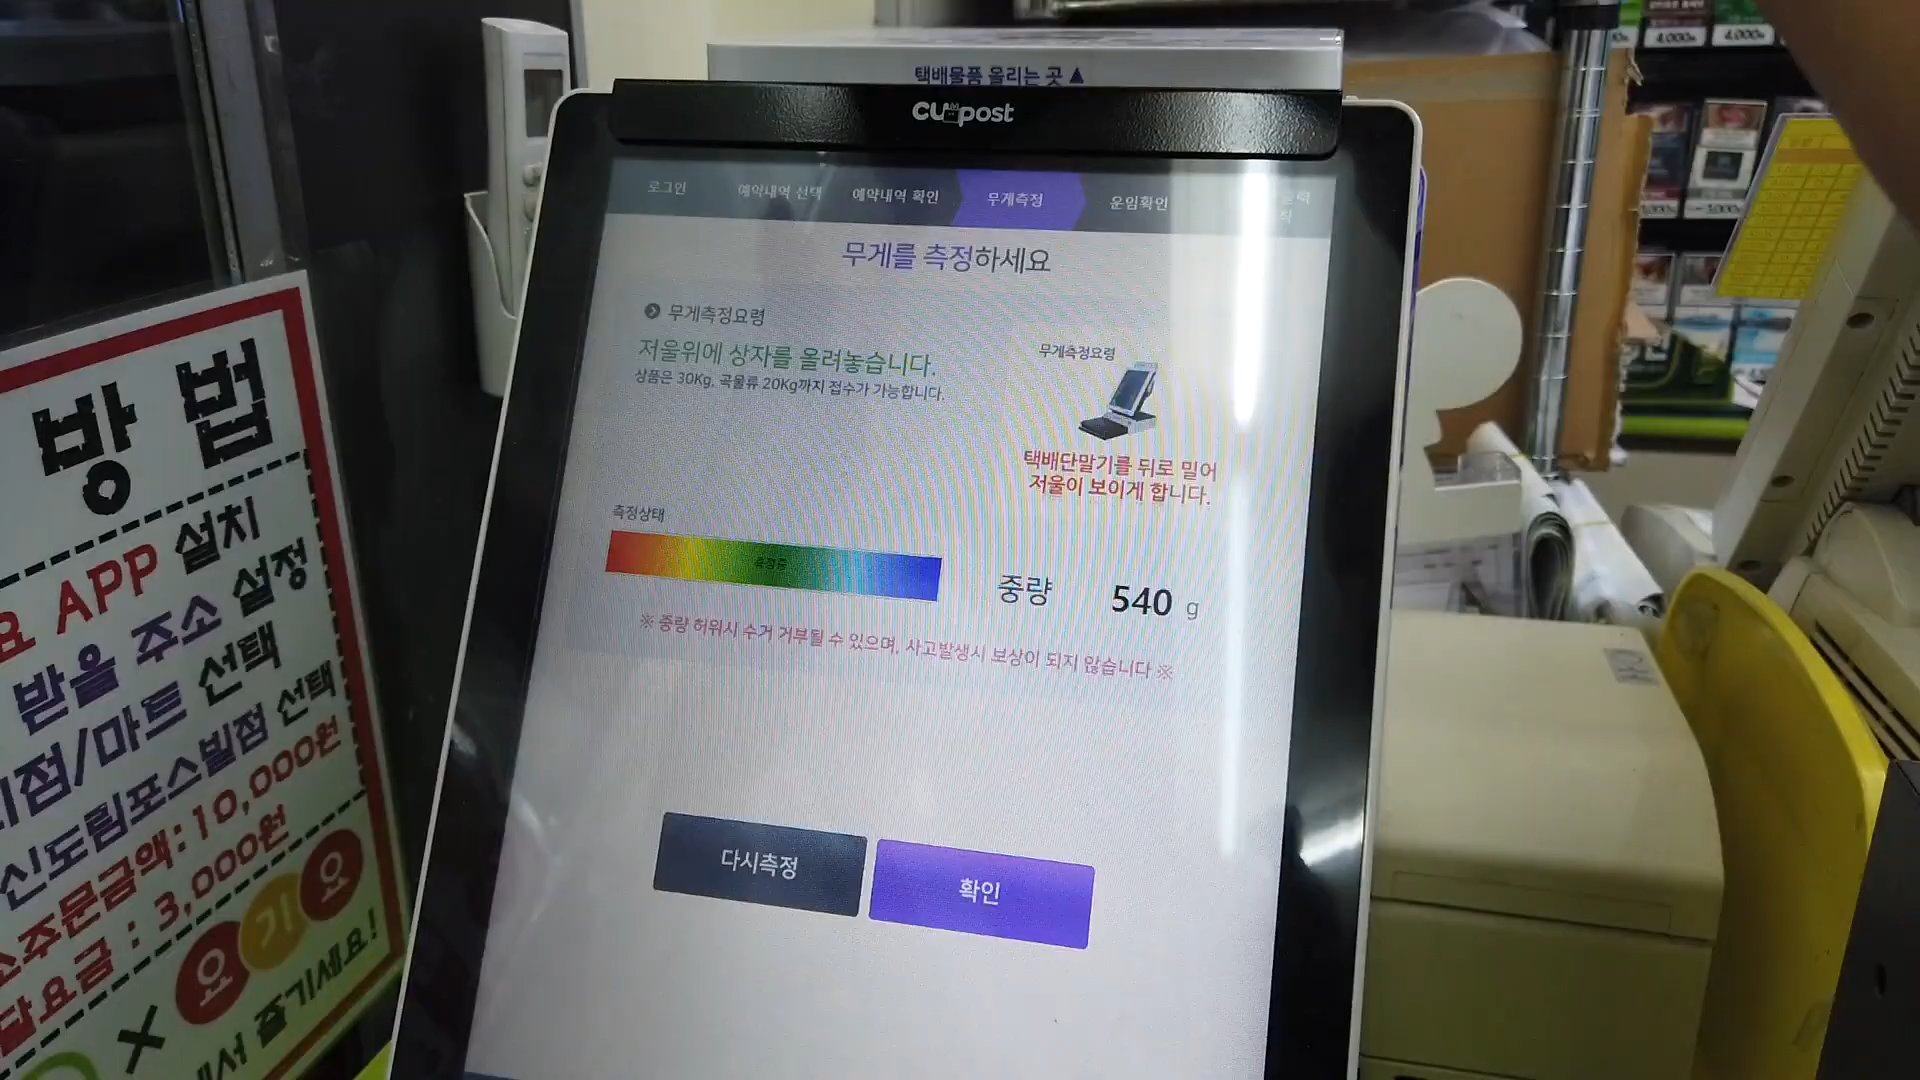 택배물품 올리는 곳 ▲
CU post
로그인
예약내역 선택
예약내역 확인
무게측정
운임확인
무게를 측정하세요
무게측정요령
저울위에 상자를 올려놓습니다.
상품은 30Kg, 곡물류 20Kg까지 접수가 가능합니다.
무게측정요령
택배단말기를 뒤로 밀어
저울이 보이게 합니다.
측정상태
측정중
중량 540 g
※ 중량 허위시 수거 거부될 수 있으며, 사고발생시 보상이 되지 않습니다 ※
다시측정
확인
방법
요 APP 설치
받을 주소 설정
점/마트 선택
신도림포스빌점 선택
소주문금액:10,000원
달요금 : 3,000원
X 요기요
에서 즐기세요!
4,000
4,000